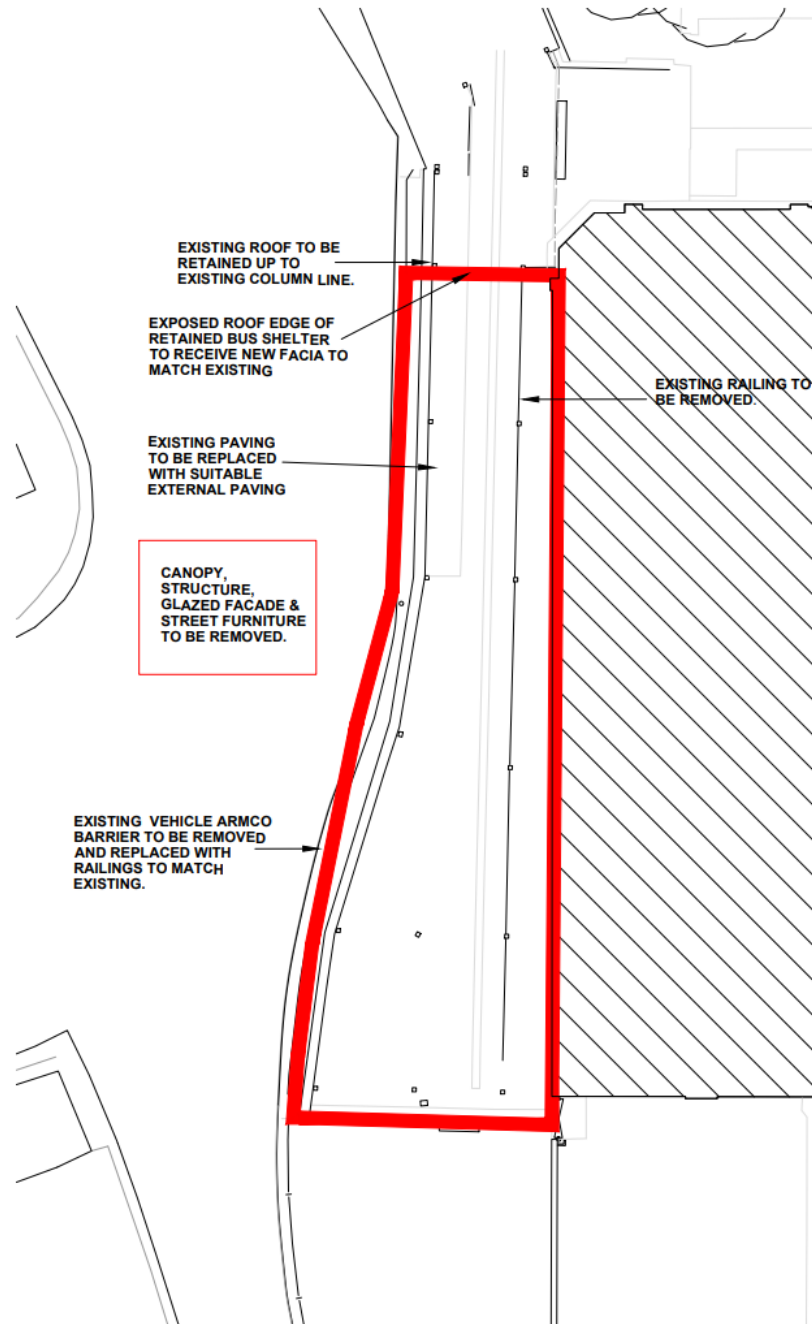 EXISTING ROOF TO BE
RETAINED UP TO
EXISTING COLUMN LINE.
EXPOSED ROOF EDGE OF
RETAINED BUS SHELTER
TO RECEIVE NEW FACIA TO
MATCH EXISTING
EXISTING RAILING TO
BE REMOVED.
EXISTING PAVING
TO BE REPLACED
WITH SUITABLE
EXTERNAL PAVING
CANOPY,
STRUCTURE,
GLAZED FACADE &
STREET FURNITURE
TO BE REMOVED.
EXISTING VEHICLE ARMCO
BARRIER TO BE REMOVED
AND REPLACED WITH
RAILINGS TO MATCH
EXISTING.